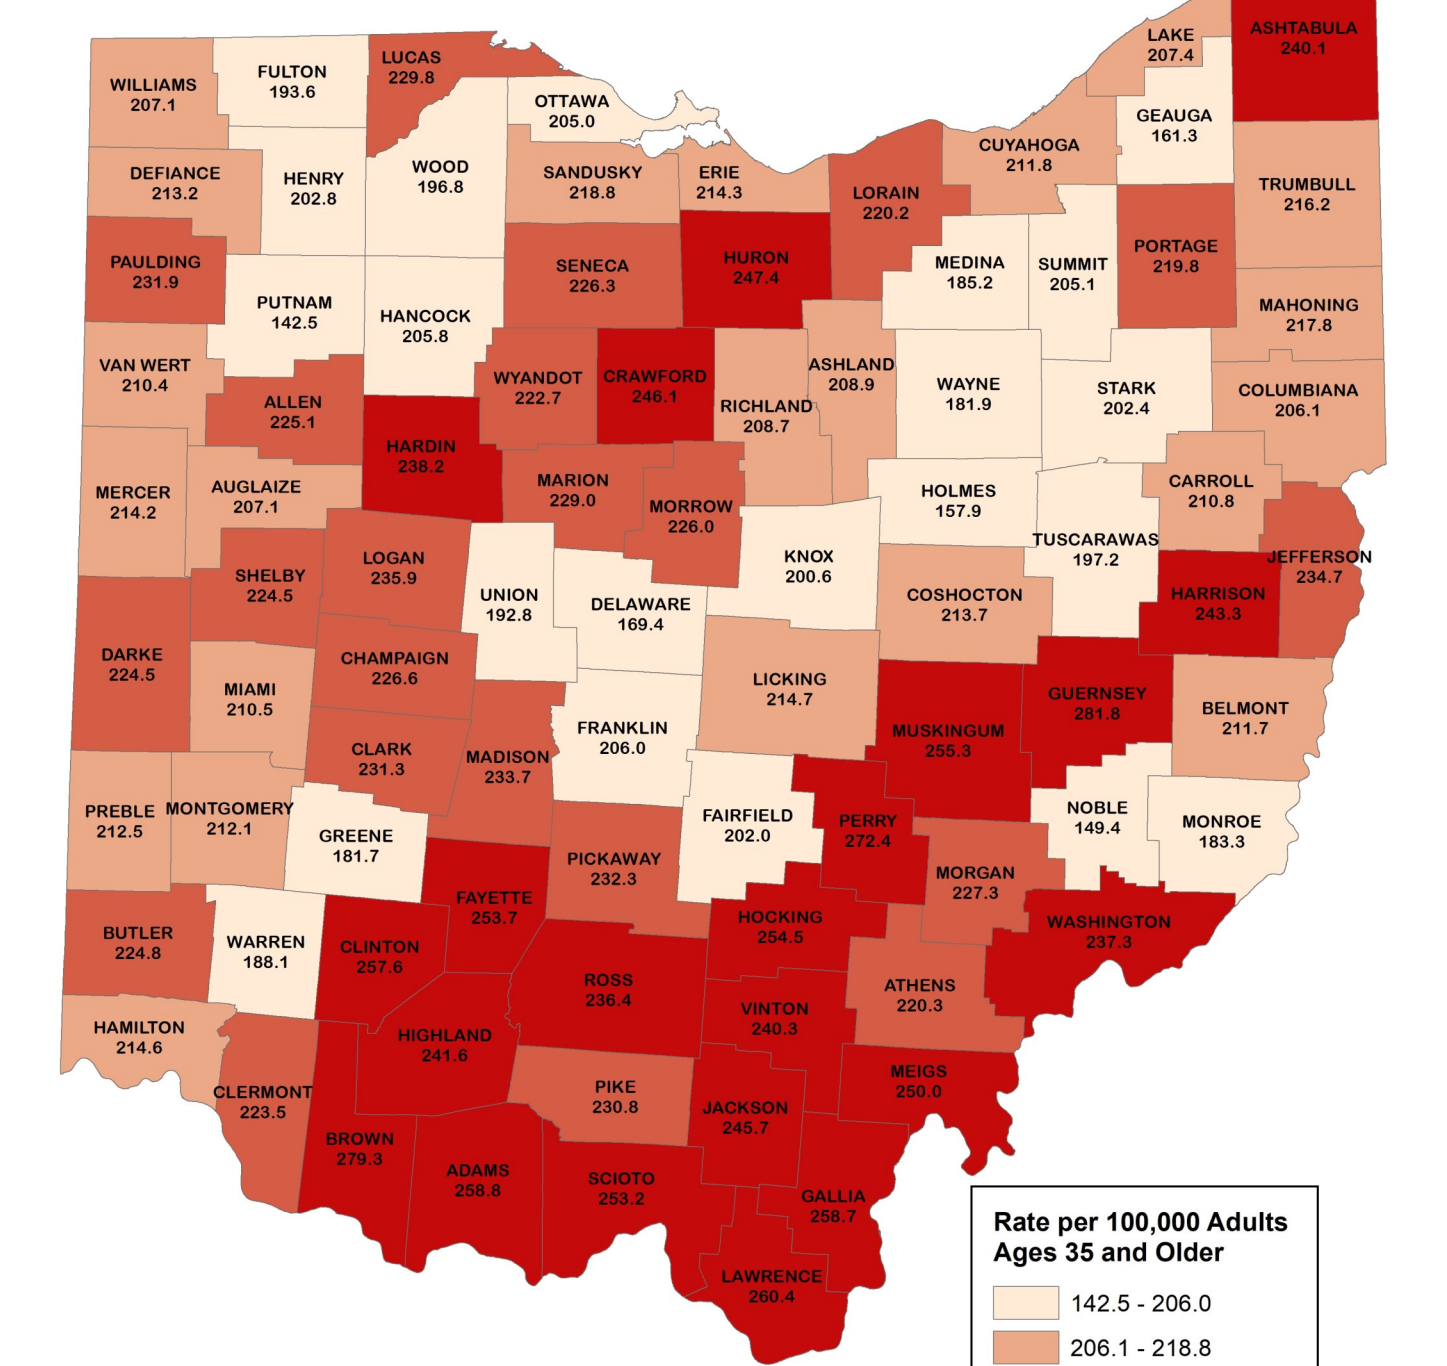 ASHTABULA
240.1
LAKE
207.4
LUCAS
229.8
FULTON
193.6
WILLIAMS
207.1
OTTAWA
205.0
GEAUGA
161.3
CUYAHOGA
211.8
WOOD
196.8
DEFIANCE
213.2
HENRY
202.8
SANDUSKY
218.8
ERIE
214.3
LORAIN
220.2
TRUMBULL
216.2
PAULDING
231.9
SENECA
226.3
HURON
247.4
MEDINA
185.2
SUMMIT
205.1
PORTAGE
219.8
PUTNAM
142.5
HANCOCK
205.8
MAHONING
217.8
VAN WERT
210.4
ALLEN
225.1
WYANDOT
222.7
CRAWFORD
246.1
RICHLAND
208.7
ASHLAND
208.9
WAYNE
181.9
STARK
202.4
COLUMBIANA
206.1
HARDIN
238.2
MERCER
214.2
AUGLAIZE
207.1
MARION
229.0
MORROW
226.0
HOLMES
157.9
CARROLL
210.8
TUSCARAWAS
197.2
JEFFERSON
234.7
LOGAN
235.9
KNOX
200.6
SHELBY
224.5
UNION
192.8
DELAWARE
169.4
COSHOCTON
213.7
HARRISON
243.3
DARKE
224.5
CHAMPAIGN
226.6
MIAMI
210.5
LICKING
214.7
GUERNSEY
281.8
BELMONT
211.7
FRANKLIN
206.0
MUSKINGUM
255.3
CLARK
231.3
MADISON
233.7
PREBLE
212.5
MONTGOMERY
212.1
GREENE
181.7
FAIRFIELD
202.0
PERRY
272.4
NOBLE
149.4
MONROE
183.3
PICKAWAY
232.3
MORGAN
227.3
FAYETTE
253.7
HOCKING
254.5
WASHINGTON
237.3
BUTLER
224.8
WARREN
188.1
CLINTON
257.6
ROSS
236.4
ATHENS
220.3
VINTON
240.3
HAMILTON
214.6
HIGHLAND
241.6
MEIGS
250.0
CLERMONT
223.5
PIKE
230.8
JACKSON
245.7
BROWN
279.3
ADAMS
258.8
SCIOTO
253.2
GALLIA
258.7
LAWRENCE
260.4
Rate per 100,000 Adults
Ages 35 and Older
142.5 - 206.0
206.1 - 218.8